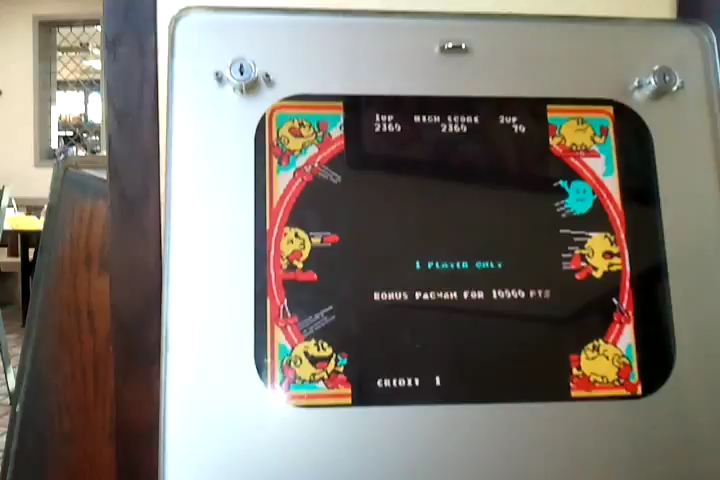 1UP HIGH SCORE 2UP
2360 2360 70
1 PLAYER ONLY
BONUS PACMAN FOR 10000 PTS
CREDIT 1